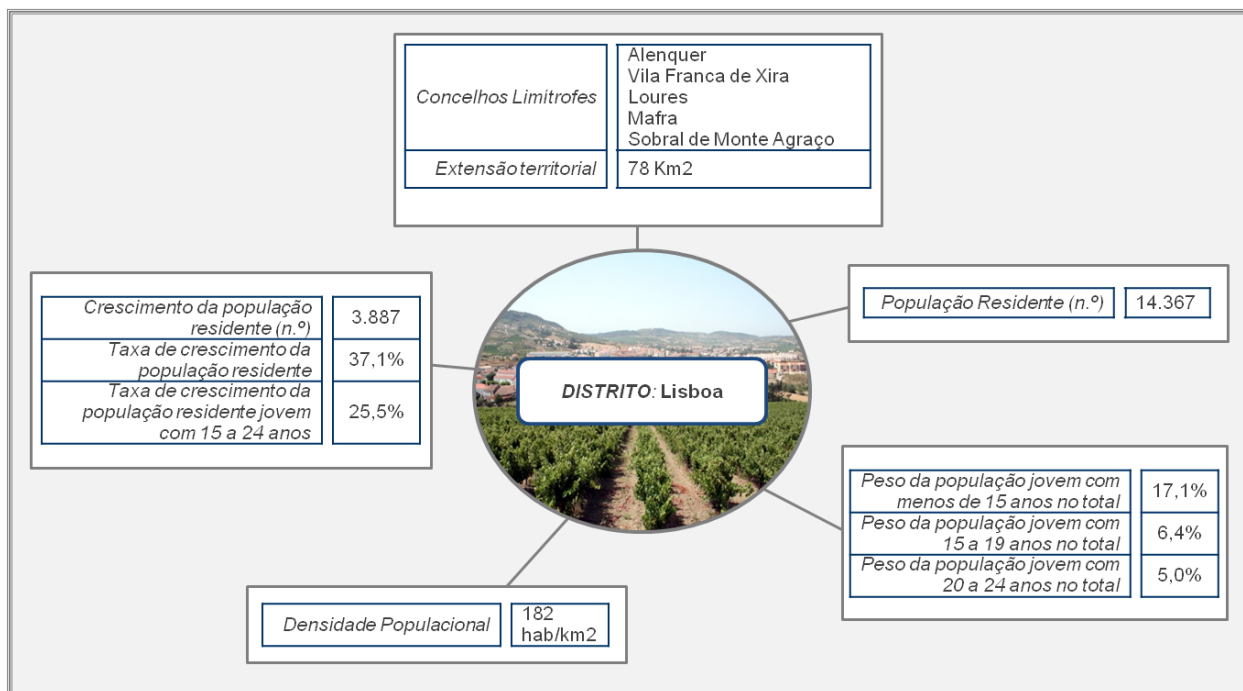 Concelhos Limítrofes
Alenquer
Vila Franca de Xira
Loures
Mafra
Sobral de Monte Agraço
Extensão territorial
78 Km2
Crescimento da população
residente (n.º)
3.887
Taxa de crescimento da
população residente
37,1%
Taxa de crescimento da
população residente jovem
com 15 a 24 anos
25,5%
População Residente (n.º)
14.367
DISTRITO: Lisboa
Peso da população jovem com
menos de 15 anos no total
17,1%
Peso da população jovem com
15 a 19 anos no total
6,4%
Peso da população jovem com
20 a 24 anos no total
5,0%
Densidade Populacional
182
hab/km2